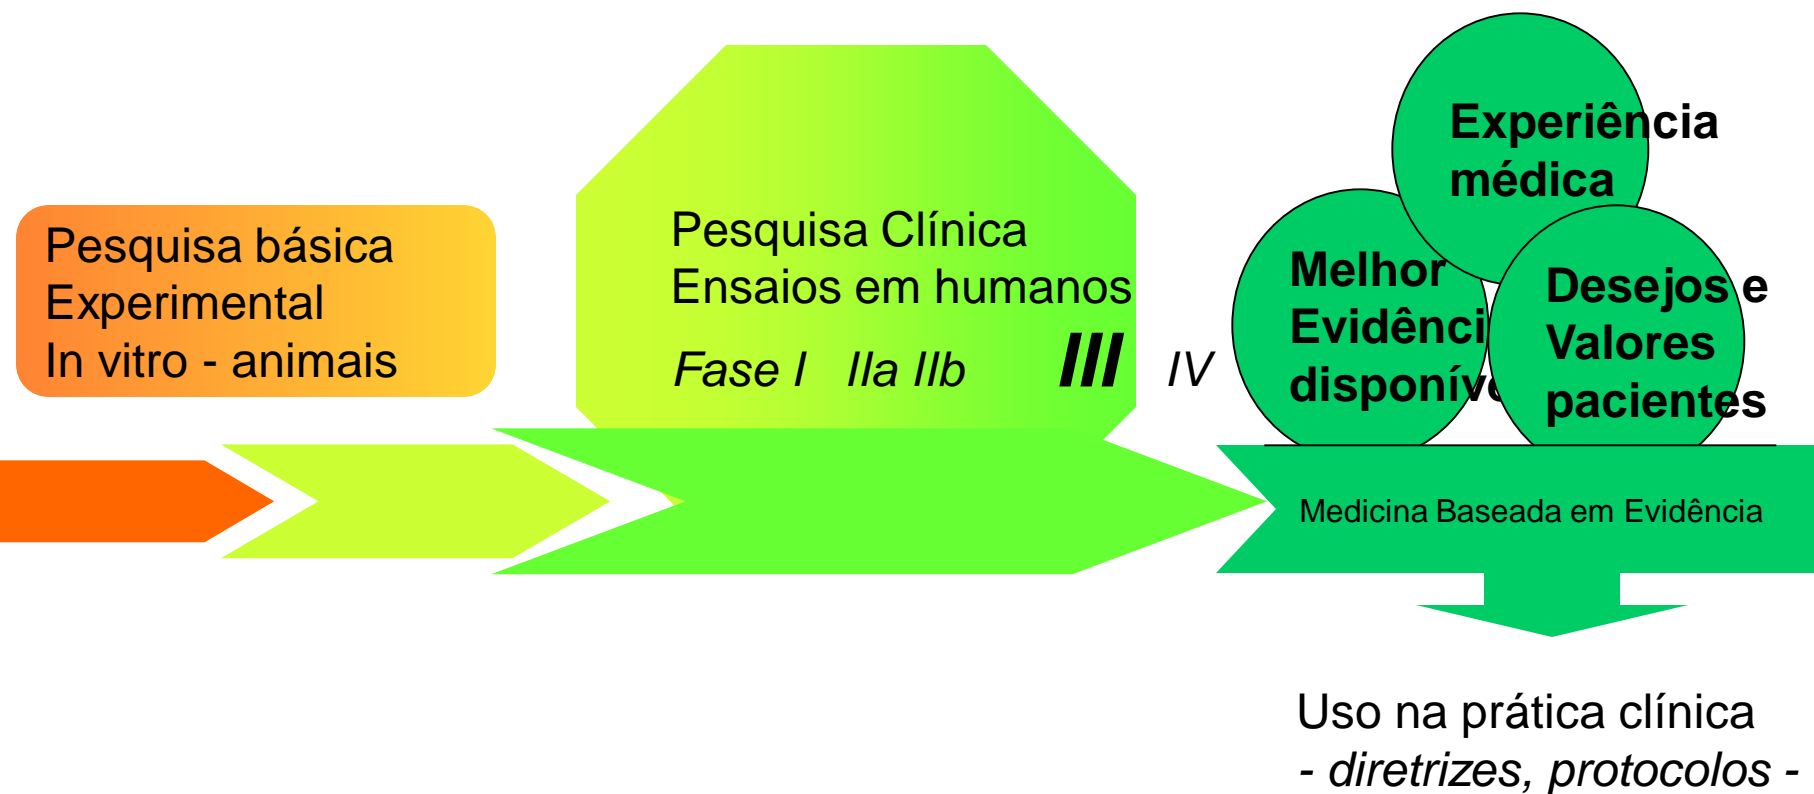 Pesquisa básica
Experimental
In vitro - animais
Pesquisa Clínica
Ensaios em humanos
Fase I IIa IIb III IV
Experiência
médica
Melhor
Evidênci
disponíve
Desejos e
Valores
pacientes
Medicina Baseada em Evidência
Uso na prática clínica
- diretrizes, protocolos -